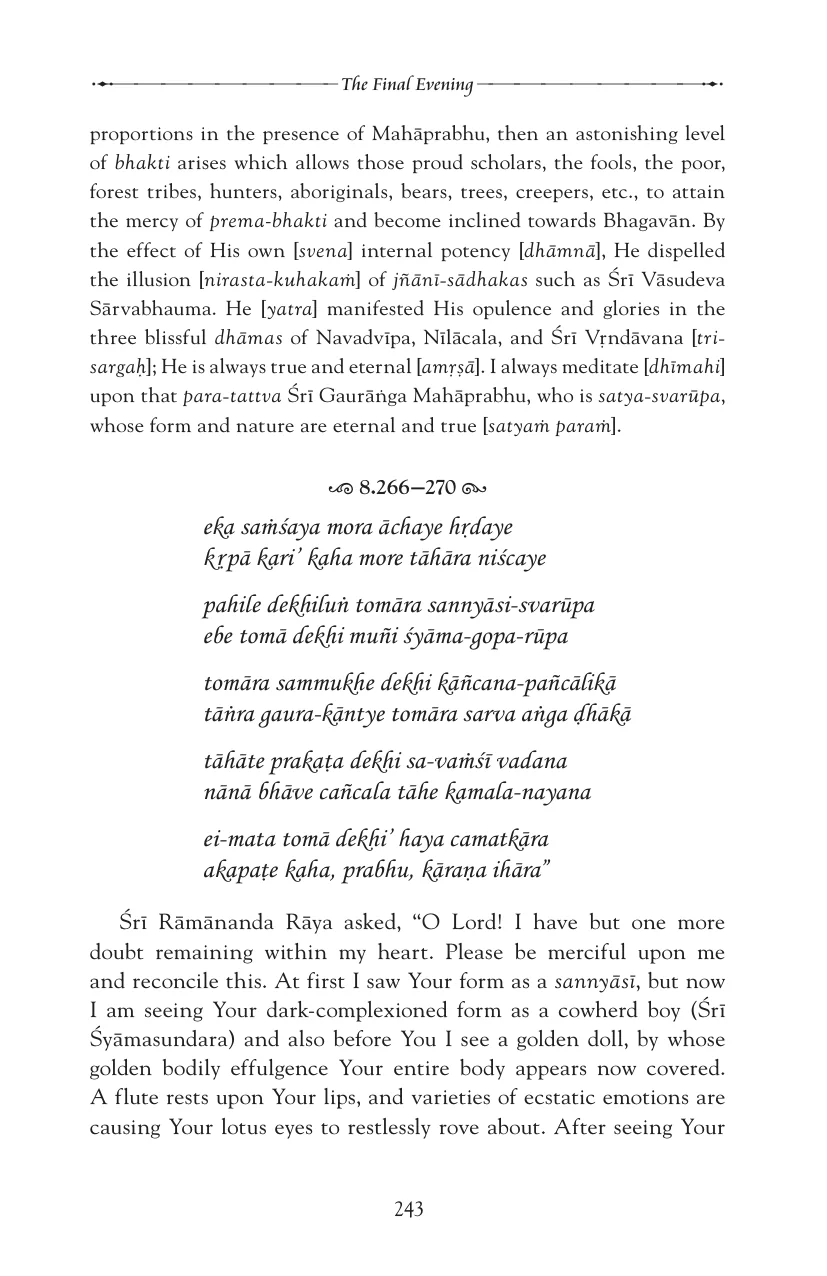 The Final Evening
proportions in the presence of Mahāprabhu, then an astonishing level
of bhakti arises which allows those proud scholars, the fools, the poor,
forest tribes, hunters, aboriginals, bears, trees, creepers, etc., to attain
the mercy of prema-bhakti and become inclined towards Bhagavān. By
the effect of His own [svena] internal potency [dhāmnā], He dispelled
the illusion [nirasta-kuhakaṁ] of jñānī-sādhakas such as Śrī Vāsudeva
Sārvabhauma. He [yatra] manifested His opulence and glories in the
three blissful dhāmas of Navadvīpa, Nīlācala, and Śrī Vṛndāvana [tri-
sargaḥ]; He is always true and eternal [amṛṣā]. I always meditate [dhīmahi]
upon that para-tattva Śrī Gaurāṅga Mahāprabhu, who is satya-svarūpa,
whose form and nature are eternal and true [satyaṁ paraṁ].
8.266–270
eka saṁśaya mora āchaye hṛdaye
kṛpā kari’ kaha more tāhāra niścaye
pahile dekhiluṅ tomāra sannyāsi-svarūpa
ebe tomā dekhi muñi śyāma-gopa-rūpa
tomāra sammukhe dekhi kāñcana-pañcālikā
tāṅra gaura-kāntye tomāra sarva aṅga ḍhākā
tāhāte prakaṭa dekhi sa-vaṁśī vadana
nānā bhāve cañcala tāhe kamala-nayana
ei-mata tomā dekhi’ haya camatkāra
akapaṭe kaha, prabhu, kāraṇa ihāra”
Śrī Rāmānanda Rāya asked, “O Lord! I have but one more
doubt remaining within my heart. Please be merciful upon me
and reconcile this. At first I saw Your form as a sannyāsī, but now
I am seeing Your dark-complexioned form as a cowherd boy (Śrī
Śyāmasundara) and also before You I see a golden doll, by whose
golden bodily effulgence Your entire body appears now covered.
A flute rests upon Your lips, and varieties of ecstatic emotions are
causing Your lotus eyes to restlessly rove about. After seeing Your
243